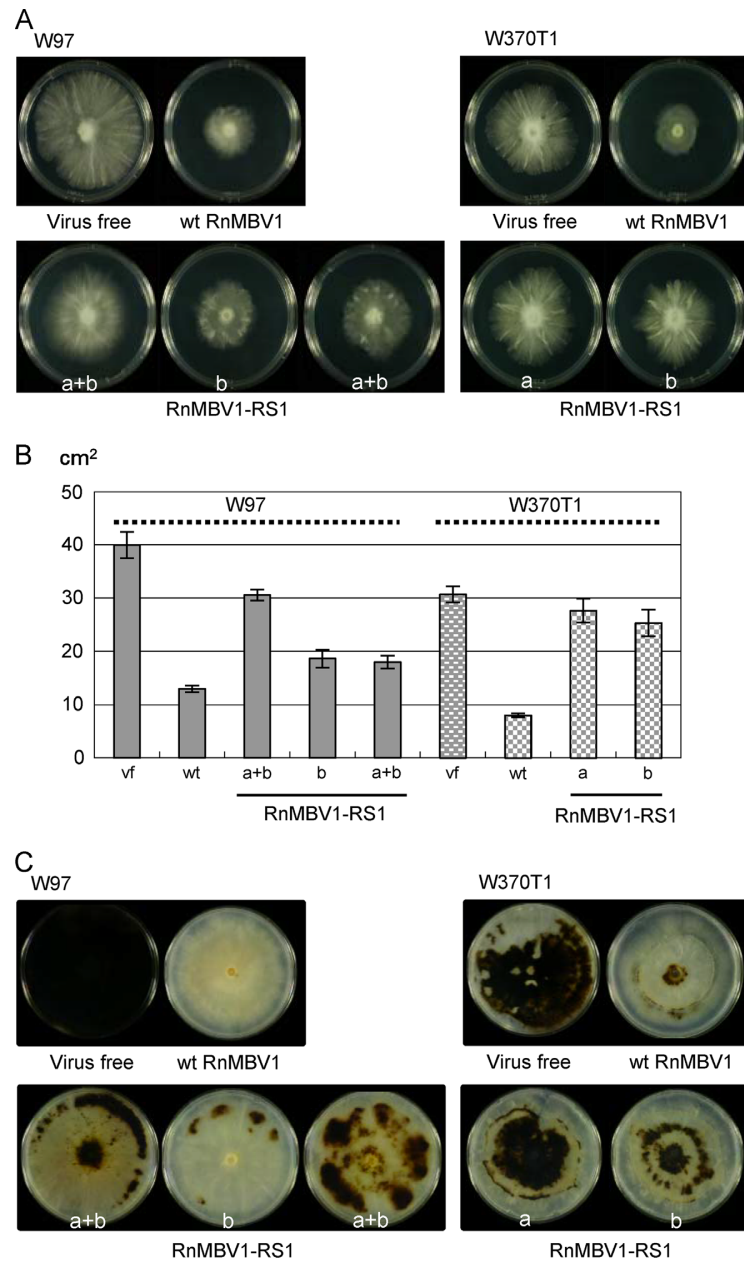 A
W97
W370T1
Virus free
wt RnMBV1
Virus free
wt RnMBV1
a+b
b
a+b
a
b
RnMBV1-RS1
RnMBV1-RS1
B
cm²
50
40
30
20
10
0
W97
W370T1
vf
wt
a+b
b
a+b
vf
wt
a
b
RnMBV1-RS1
RnMBV1-RS1
C
W97
W370T1
Virus free
wt RnMBV1
Virus free
wt RnMBV1
a+b
b
a+b
a
b
RnMBV1-RS1
RnMBV1-RS1